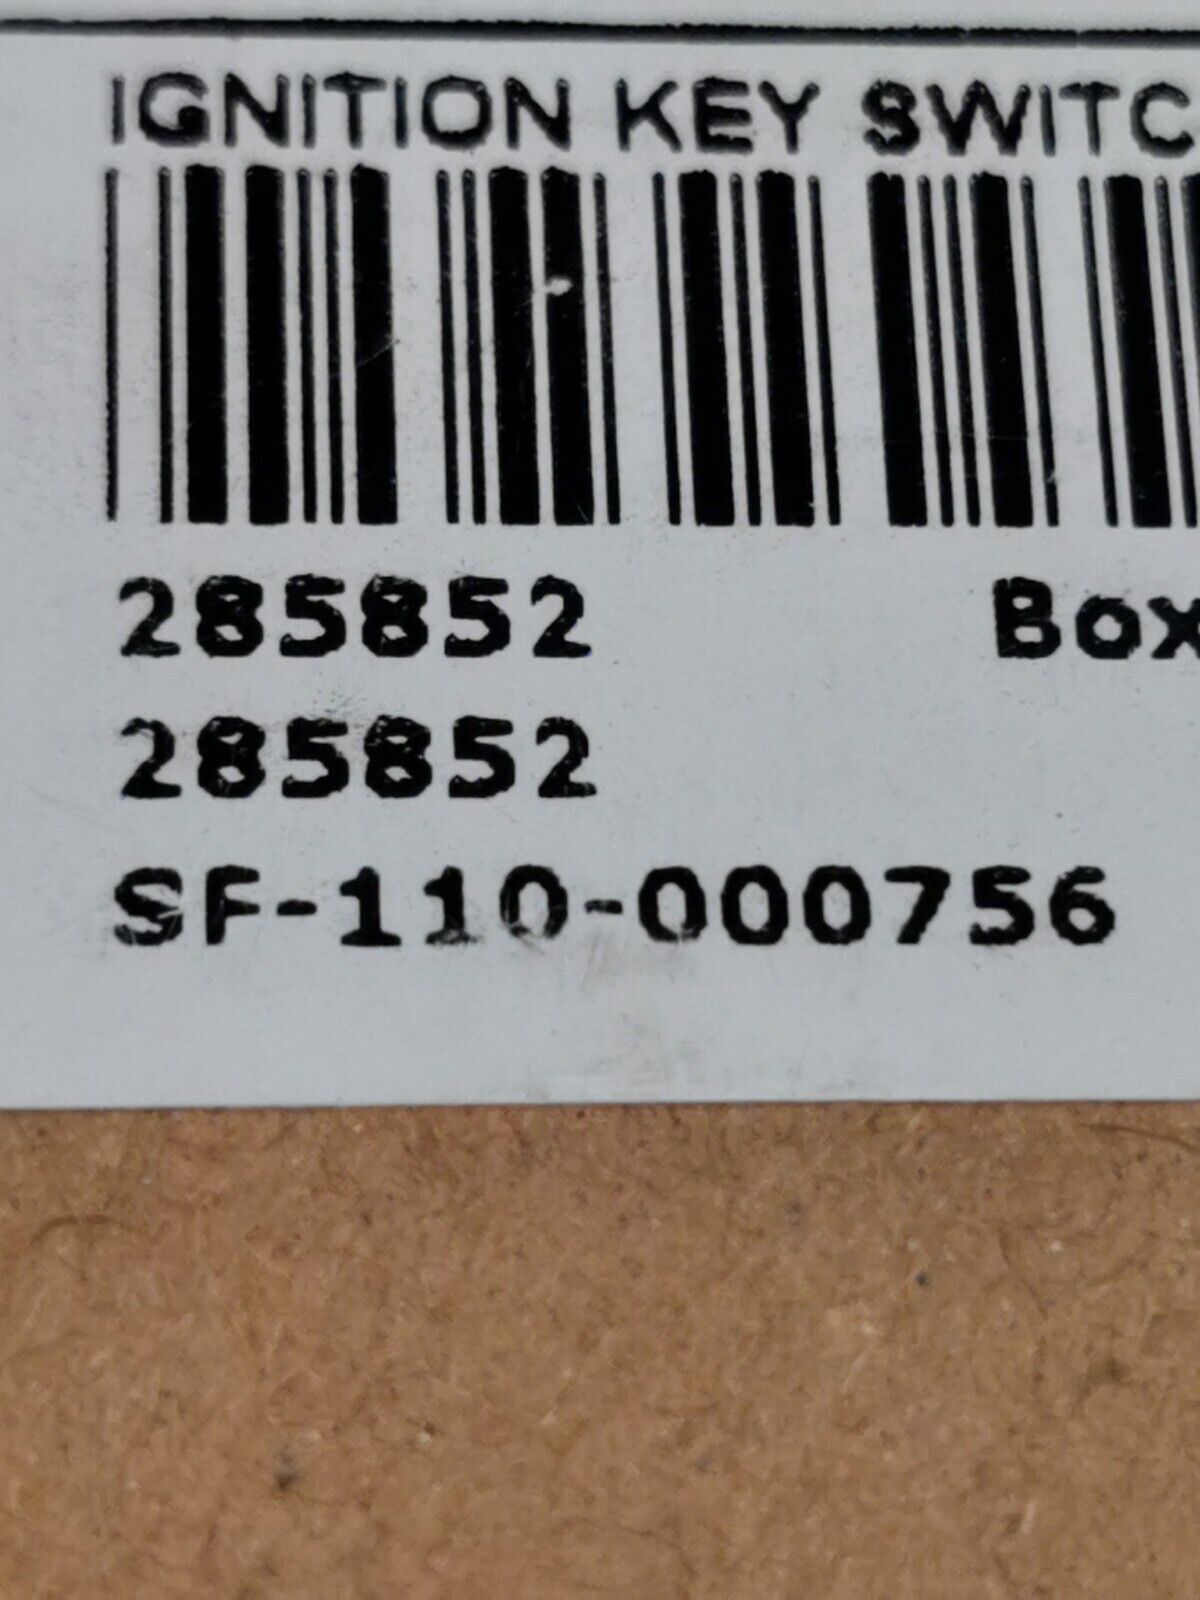 IGNITION KEY SWITC
285852 Box
285852
SF-110-000756